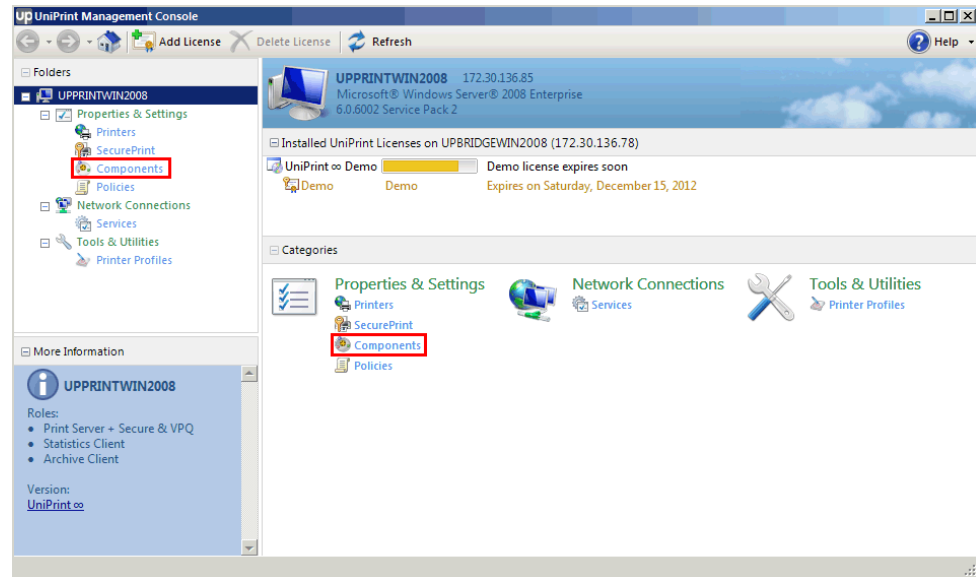 UP UniPrint Management Console
Add License Delete License Refresh Help
Folders
UPPRINTWIN2008
Properties & Settings
Printers
SecurePrint
Components
Policies
Network Connections
Services
Tools & Utilities
Printer Profiles
More Information
UPPRINTWIN2008
Roles:
• Print Server + Secure & VPQ
• Statistics Client
• Archive Client
Version:
UniPrint ∞
UPPRINTWIN2008 172.30.136.85
Microsoft® Windows Server® 2008 Enterprise
6.0.6002 Service Pack 2
Installed UniPrint Licenses on UPBRIDGEWIN2008 (172.30.136.78)
UniPrint ∞ Demo Demo license expires soon
Demo Demo Expires on Saturday, December 15, 2012
Categories
Properties & Settings
Printers
SecurePrint
Components
Policies
Network Connections
Services
Tools & Utilities
Printer Profiles